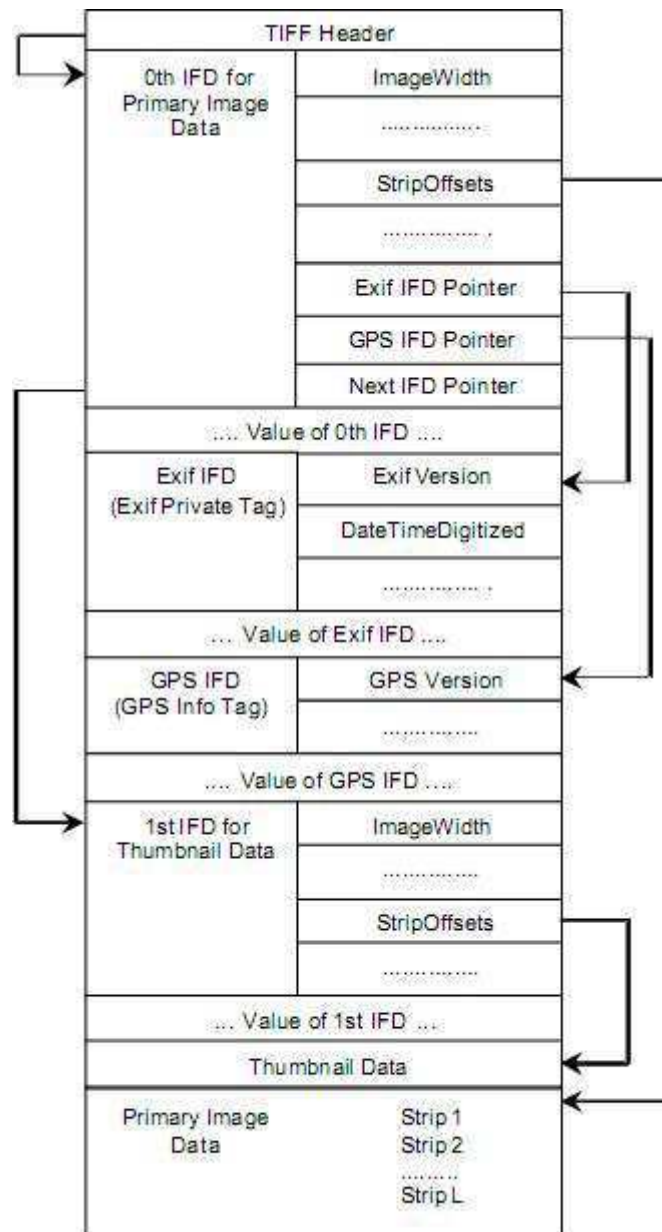 TIFF Header
0th IFD for
Primary Image
Data
ImageWidth
...............
StripOffsets
............... .
Exif IFD Pointer
GPS IFD Pointer
Next IFD Pointer
.... Value of 0th IFD ....
Exif IFD
(Exif Private Tag)
Exif Version
DateTimeDigitized
............... .
.... Value of Exif IFD ....
GPS IFD
(GPS Info Tag)
GPS Version
...............
.... Value of GPS IFD ....
1st IFD for
Thumbnail Data
ImageWidth
...............
StripOffsets
...............
... Value of 1st IFD ...
Thumbnail Data
Primary Image
Data
Strip 1
Strip 2
.........
Strip L